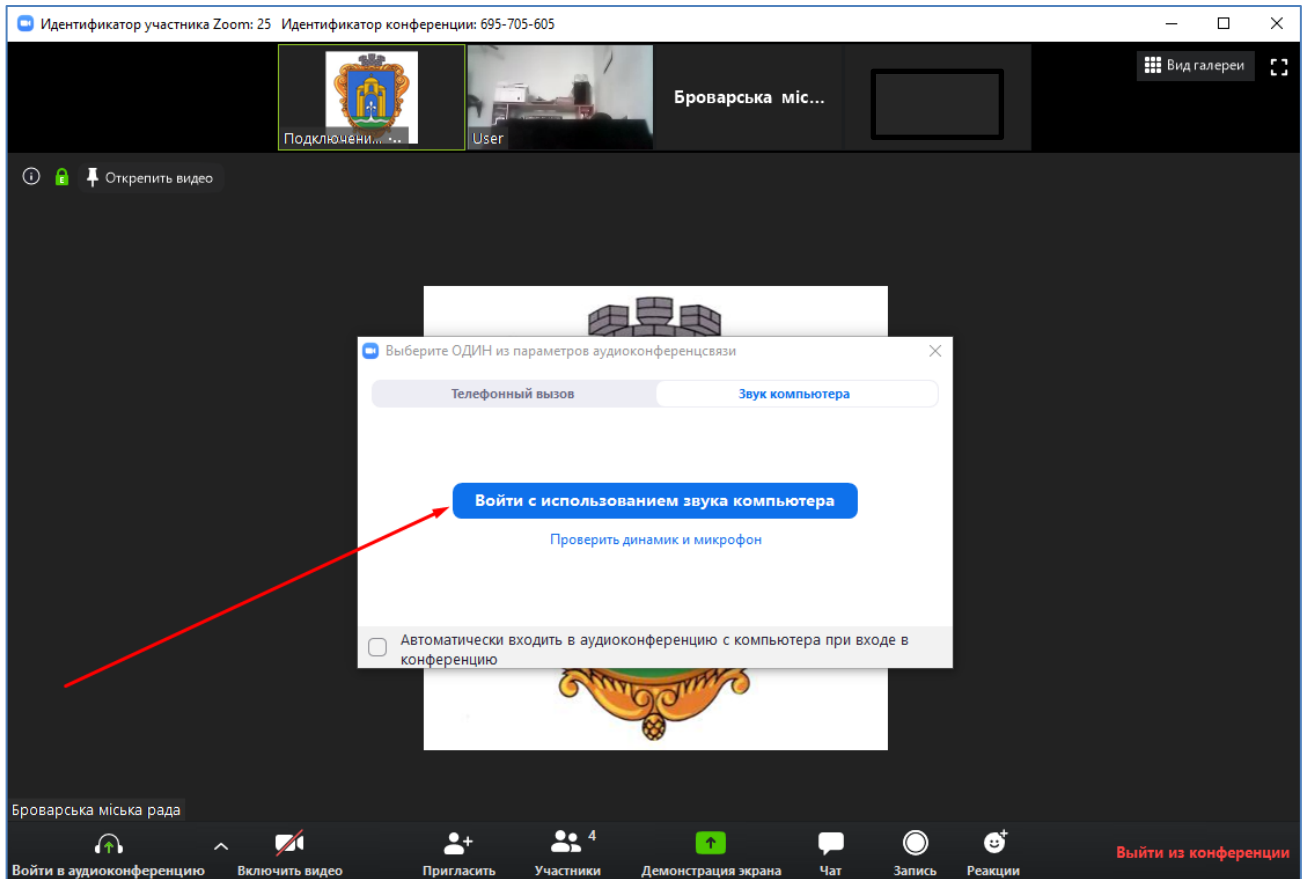 Идентификатор участника Zoom: 25 Идентификатор конференции: 695-705-605
Вид галереи
Подключени... ·..
User
Броварська міс...
Открепить видео
Выберите ОДИН из параметров аудиоконференцсвязи
Телефонный вызов
Звук компьютера
Войти с использованием звука компьютера
Проверить динамик и микрофон
Автоматически входить в аудиоконференцию с компьютера при входе в
конференцию
Броварська міська рада
4
Войти в аудиоконференцию
Включить видео
Пригласить
Участники
Демонстрация экрана
Чат
Запись
Реакции
Выйти из конференции